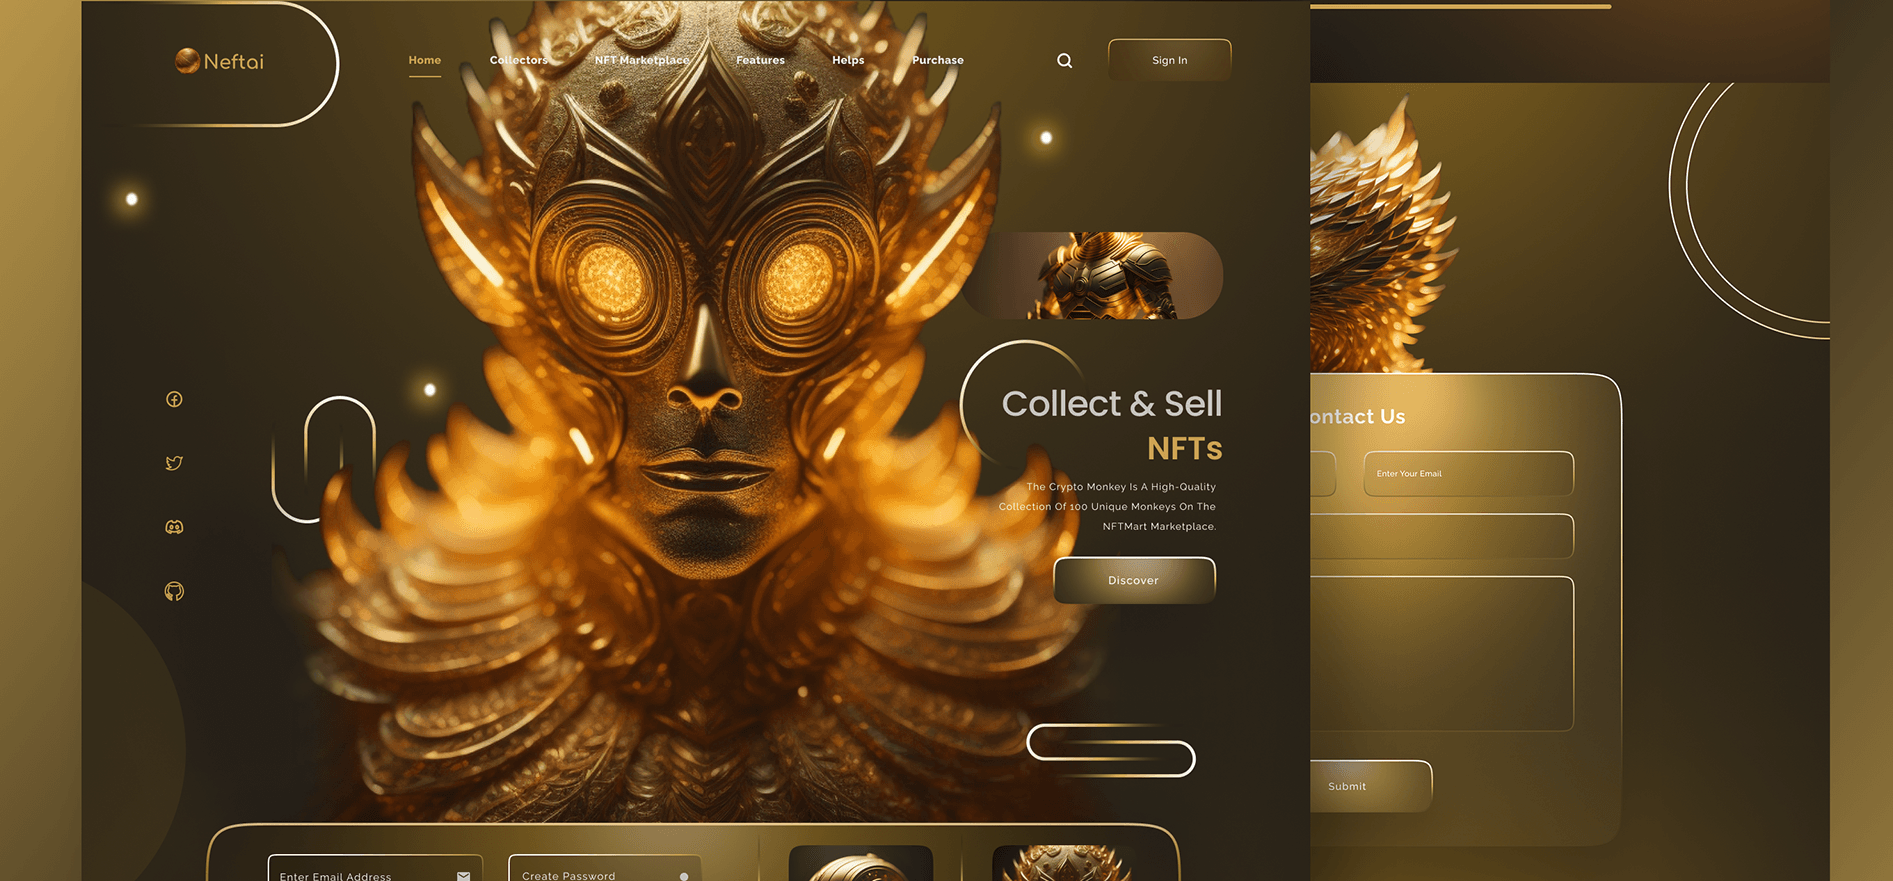 Neftai
Home Collectors NFT Marketplace Features Helps Purchase
Sign In
Collect & Sell
NFTs
The Crypto Monkey Is A High-Quality
Collection Of 100 Unique Monkeys On The
NFTMart Marketplace.
Discover
Enter Email Address
Create Password
ontact Us
Enter Your Email
Submit